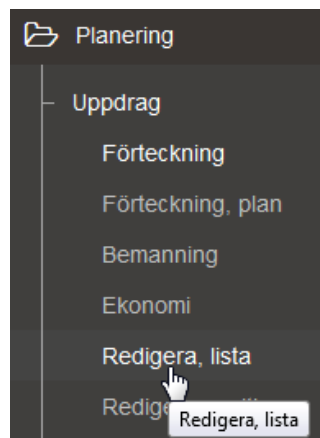 Planering
Uppdrag
Förteckning
Förteckning, plan
Bemanning
Ekonomi
Redigera, lista
Redigera, lista